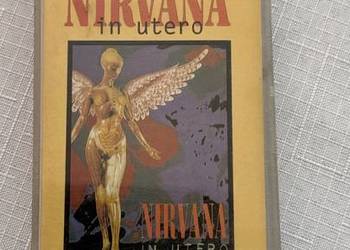 NIRVANA
in utero
NIRVANA
IN UTERO